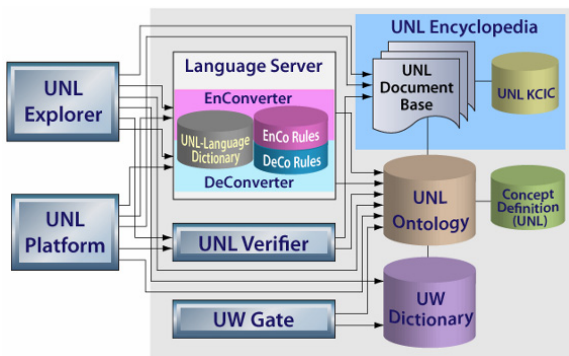 UNL Encyclopedia
UNL
Explorer
Language Server
EnConverter
UNL-Language
Dictionary
EnCo Rules
DeCo Rules
DeConverter
UNL
Document
Base
UNL KCIC
UNL
Platform
UNL Verifier
UNL
Ontology
Concept
Definition
(UNL)
UW Gate
UW
Dictionary